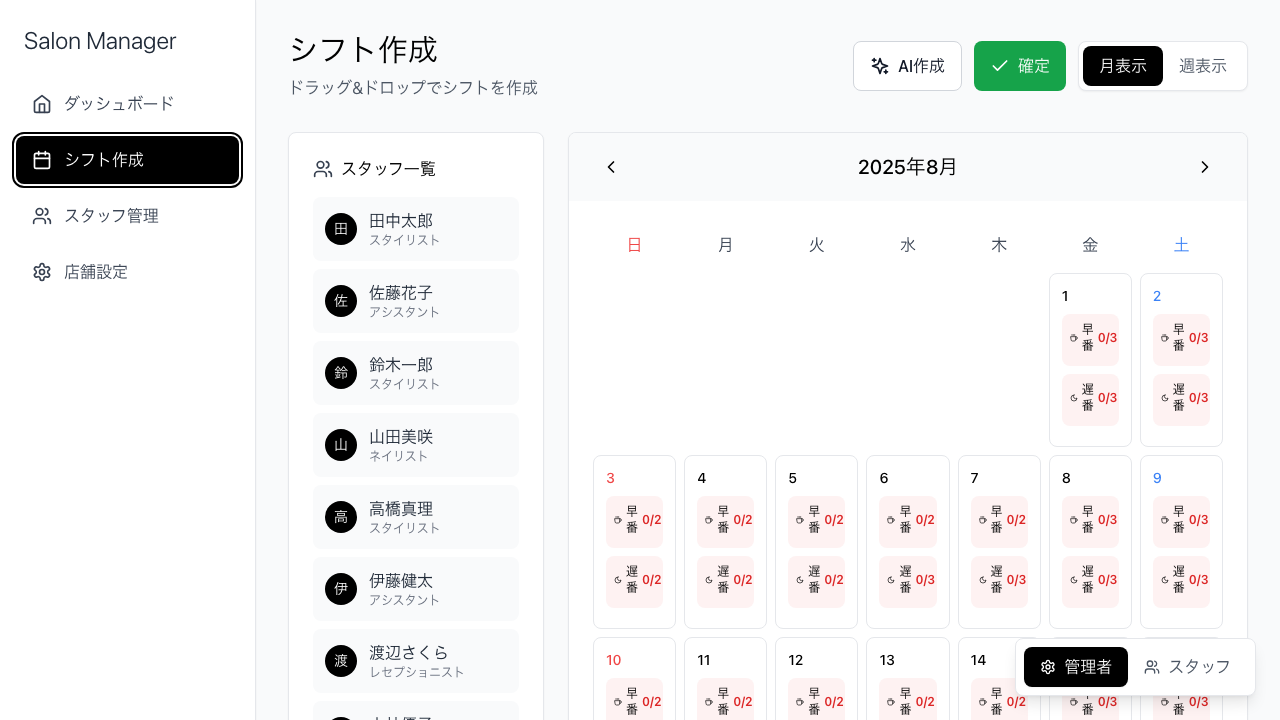 Salon Manager
ダッシュボード
シフト作成
スタッフ管理
店舗設定
シフト作成
ドラッグ&ドロップでシフトを作成
AI作成
確定
月表示
週表示
スタッフ一覧
田
田中太郎
スタイリスト
佐
佐藤花子
アシスタント
鈴
鈴木一郎
スタイリスト
山
山田美咲
ネイリスト
高
高橋真理
スタイリスト
伊
伊藤健太
アシスタント
渡
渡辺さくら
レセプショニスト
2025年8月
日 月 火 水 木 金 土
1 2
早番 0/3 早番 0/3
遅番 0/3 遅番 0/3
3 4 5 6 7 8 9
早番 0/2 早番 0/2 早番 0/2 早番 0/2 早番 0/2 早番 0/3 早番 0/3
遅番 0/2 遅番 0/2 遅番 0/2 遅番 0/3 遅番 0/3 遅番 0/3 遅番 0/3
10 11 12 13 14
早番 0/2 早番 0/2 早番 0/2 早番 0/2 早番 0/2 0/3 0/3
管理者
スタッフ